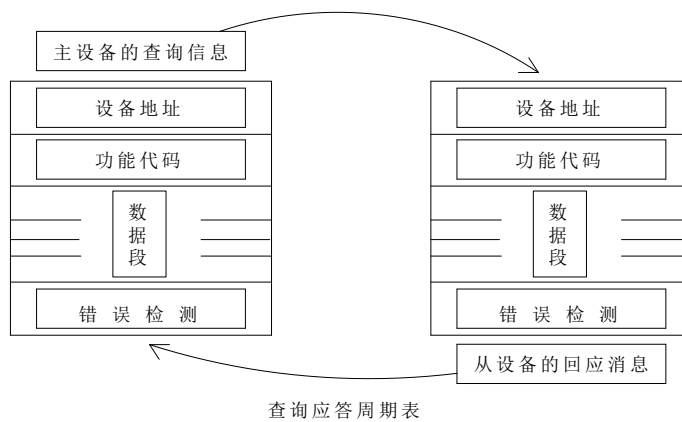 主设备的查询信息
设备地址
功能代码
数
据
段
错误检测
设备地址
功能代码
数
据
段
错误检测
从设备的回应消息
查询应答周期表